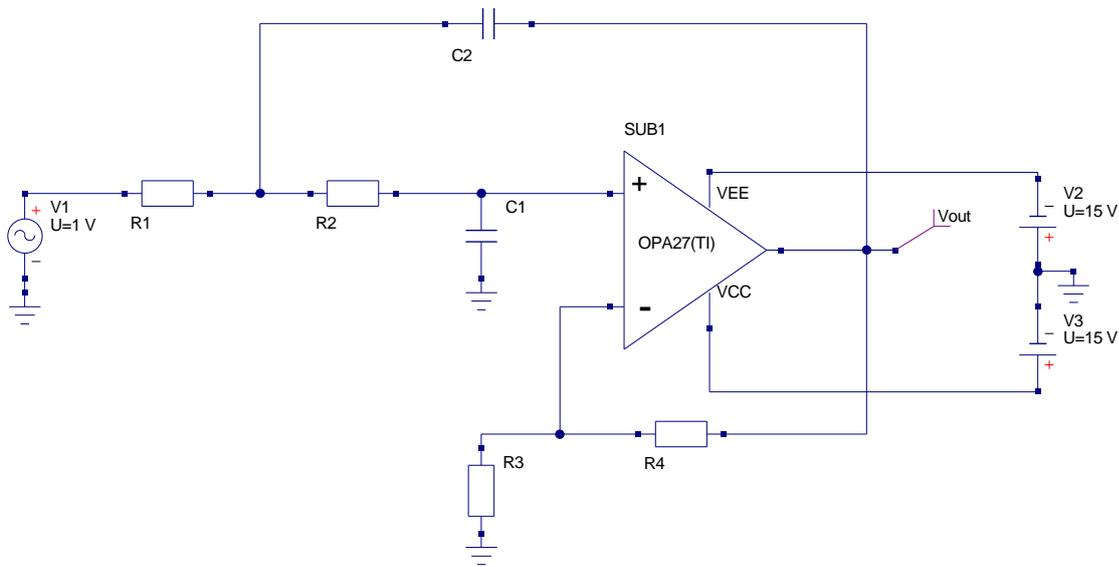 C2
SUB1
+
VEE
V2
U=15 V
−
+
V1
U=1 V
+
−
R1
R2
C1
OPA27(TI)
Vout
−
VCC
V3
U=15 V
−
+
R3
R4